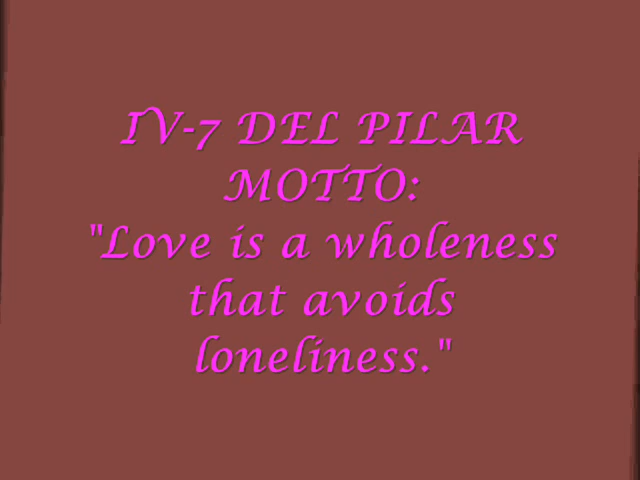 IV-7 DEL PILAR
MOTTO:
"Love is a wholeness
that avoids
loneliness."